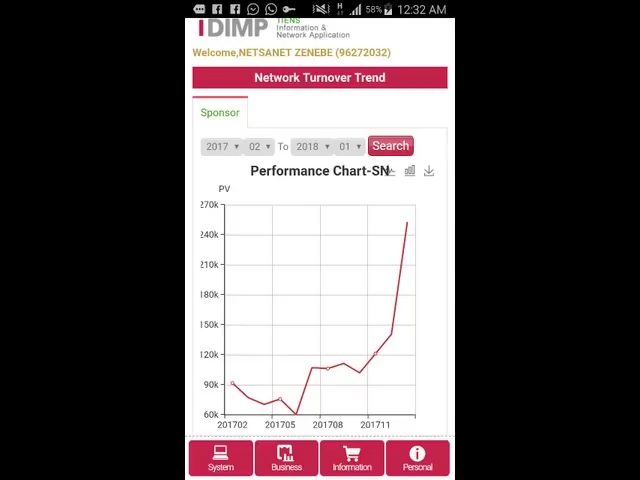 58% 12:32 AM
iDIMP TIENS
Information &
Network Application
Welcome,NETSANET ZENEBE (96272032)
Network Turnover Trend
Sponsor
2017 02 To 2018 01 Search
Performance Chart-SN
PV
270k
240k
210k
180k
150k
120k
90k
60k
201702 201705 201708 201711
System Business Information Personal